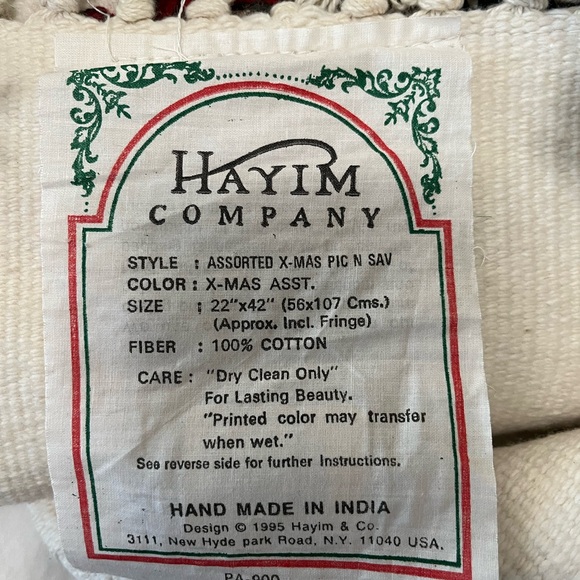 HAYIM
COMPANY
STYLE : ASSORTED X-MAS PIC N SAV
COLOR : X-MAS ASST.
SIZE : 22"x42" (56x107 Cms.)
(Approx. Incl. Fringe)
FIBER : 100% COTTON
CARE : "Dry Clean Only"
For Lasting Beauty.
"Printed color may transfer
when wet."
See reverse side for further Instructions.
HAND MADE IN INDIA
Design © 1995 Hayim & Co.
3111, New Hyde park Road, N.Y. 11040 USA.
PA-900